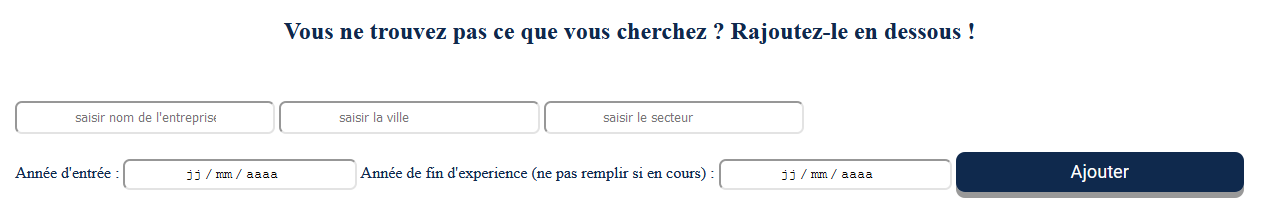 Vous ne trouvez pas ce que vous cherchez ? Rajoutez-le en dessous !
saisir nom de l'entreprise saisir la ville saisir le secteur
Année d'entrée : jj / mm / aaaa Année de fin d'experience (ne pas remplir si en cours) : jj / mm / aaaa Ajouter